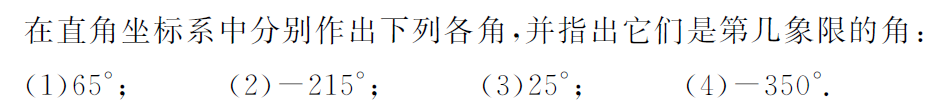 在直角坐标系中分别作出下列各角,并指出它们是第几象限的角:
(1)65°; (2)－215°; (3)25°; (4)－350°.